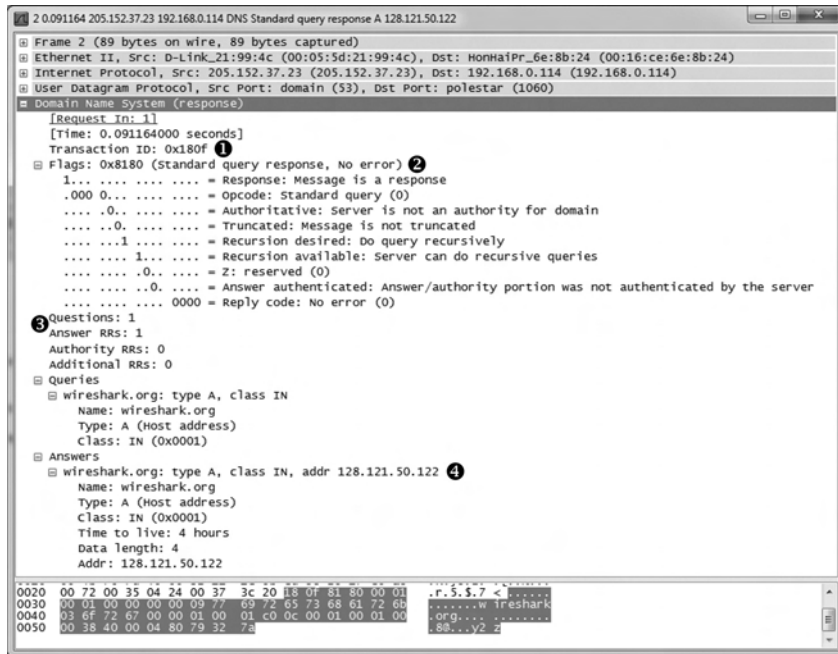 2 0.091164 205.152.37.23 192.168.0.114 DNS Standard query response A 128.121.50.122
Frame 2 (89 bytes on wire, 89 bytes captured)
Ethernet II, Src: D-Link_21:99:4c (00:05:5d:21:99:4c), Dst: HonHaiPr_6e:8b:24 (00:16:ce:6e:8b:24)
Internet Protocol, Src: 205.152.37.23 (205.152.37.23), Dst: 192.168.0.114 (192.168.0.114)
User Datagram Protocol, Src Port: domain (53), Dst Port: polestar (1060)
Domain Name System (response)
[Request In: 1]
[Time: 0.091164000 seconds]
Transaction ID: 0x180f ❶
Flags: 0x8180 (Standard query response, No error) ❷
1... .... .... .... = Response: Message is a response
.000 0... .... .... = Opcode: Standard query (0)
.... .0.. .... .... = Authoritative: Server is not an authority for domain
.... ..0. .... .... = Truncated: Message is not truncated
.... ...1 .... .... = Recursion desired: Do query recursively
.... .... 1... .... = Recursion available: Server can do recursive queries
.... .... .0.. .... = Z: reserved (0)
.... .... ..0. .... = Answer authenticated: Answer/authority portion was not authenticated by the server
.... .... .... 0000 = Reply code: No error (0)
❸ Questions: 1
Answer RRs: 1
Authority RRs: 0
Additional RRs: 0
Queries
wireshark.org: type A, class IN
Name: wireshark.org
Type: A (Host address)
Class: IN (0x0001)
Answers
wireshark.org: type A, class IN, addr 128.121.50.122 ❹
Name: wireshark.org
Type: A (Host address)
Class: IN (0x0001)
Time to live: 4 hours
Data length: 4
Addr: 128.121.50.122
0020 00 72 00 35 04 24 00 37 3c 20 18 0f 81 80 00 01 .r.5.$.7 < ......
0030 00 01 00 00 00 00 09 77 69 72 65 73 68 61 72 6b .......w ireshark
0040 03 6f 72 67 00 00 01 00 01 c0 0c 00 01 00 01 00 .org.... ........
0050 00 38 40 00 04 80 79 32 7a .8@...y2 z